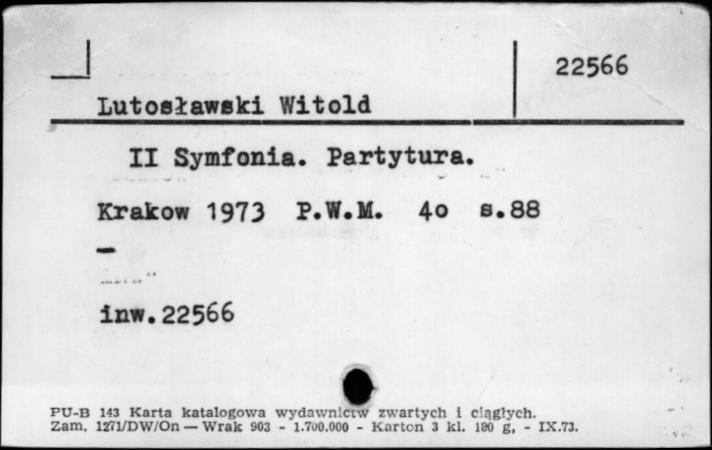 22566
Lutosławski Witold
II Symfonia. Partytura.
Krakow 1973 P.W.M. 4o s.88
—
inw.22566
PU-B 143 Karta katalogowa wydawnictw zwartych i ciągłych.
Zam. 1271/DW/On — Wrak 903 - 1.700.000 - Karton 3 kl. 180 g, - IX.73.